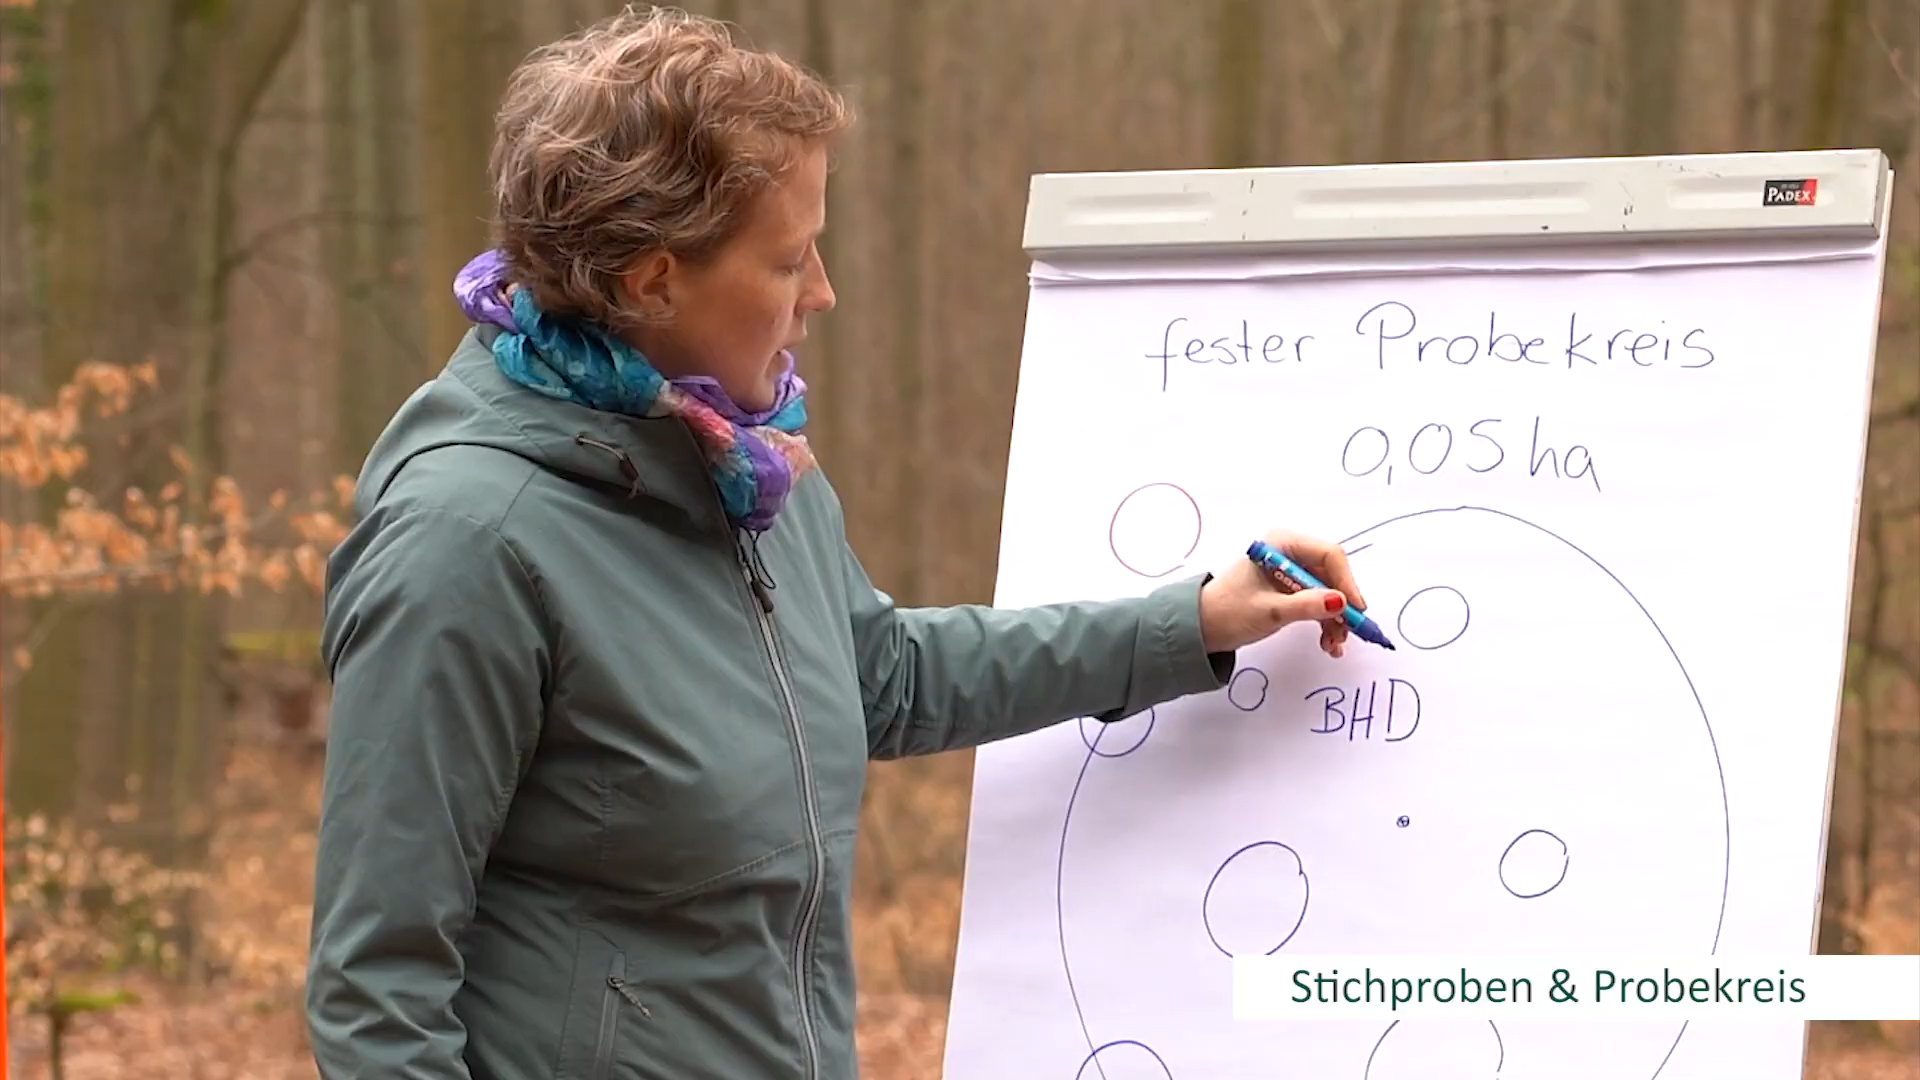 PADEX
fester Probekreis
0,05 ha
BHD
Stichproben & Probekreis